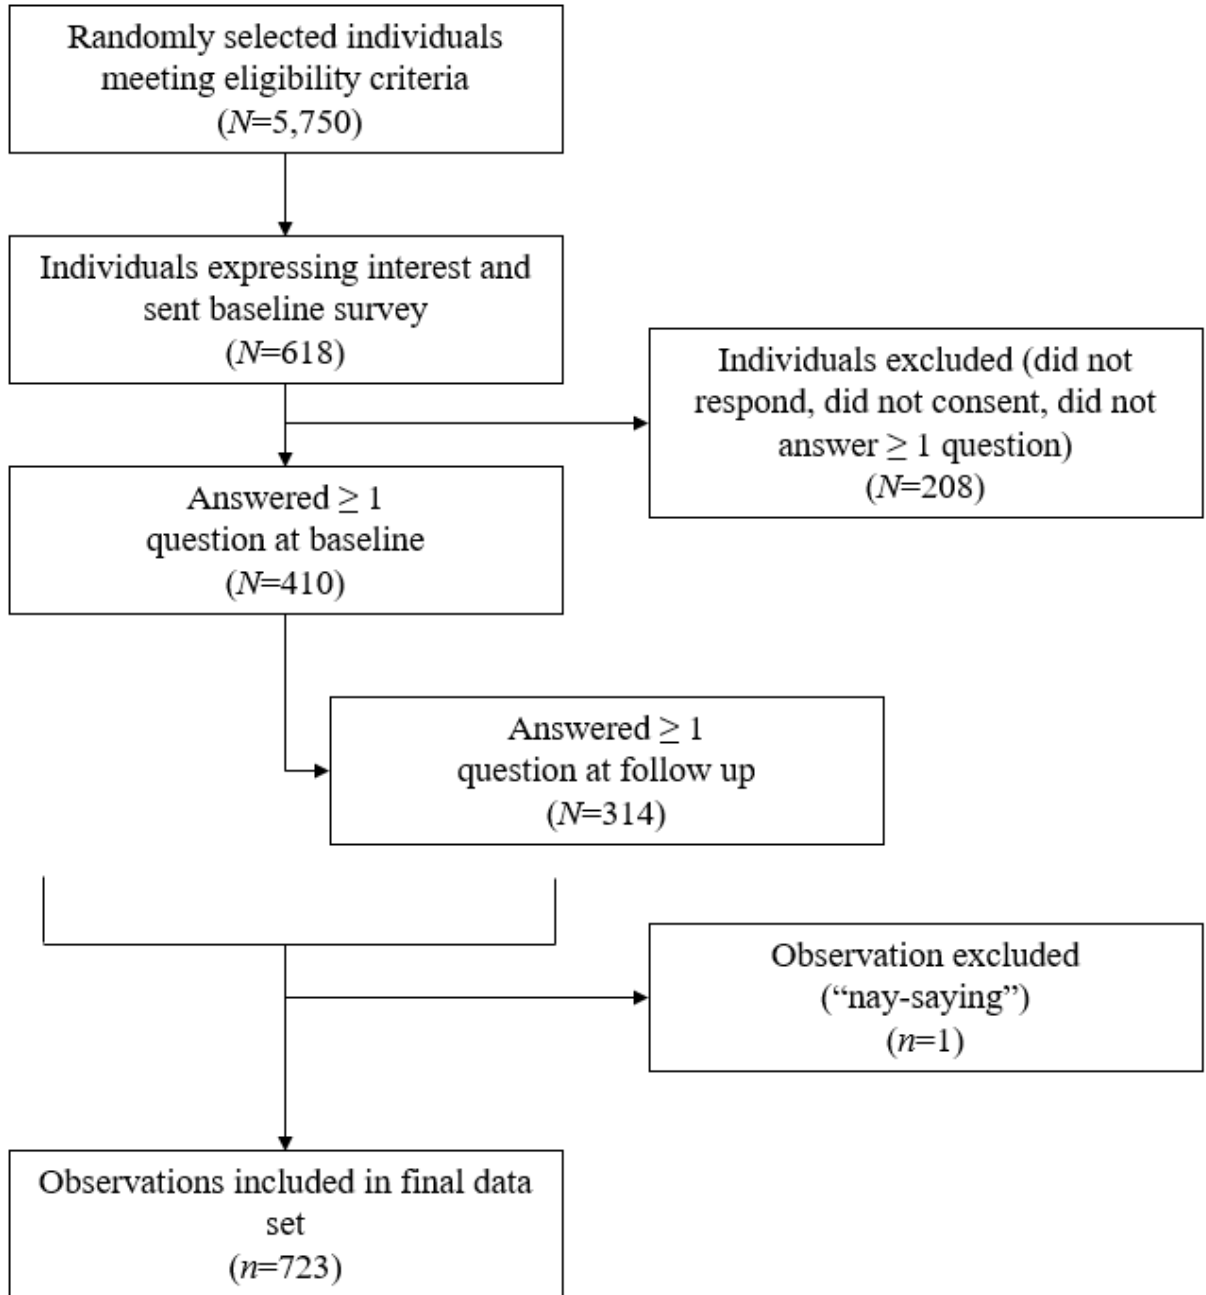 Randomly selected individuals
meeting eligibility criteria
(N=5,750)
Individuals expressing interest and
sent baseline survey
(N=618)
Individuals excluded (did not
respond, did not consent, did not
answer ≥ 1 question)
(N=208)
Answered ≥ 1
question at baseline
(N=410)
Answered ≥ 1
question at follow up
(N=314)
Observation excluded
(“nay-saying”)
(n=1)
Observations included in final data
set
(n=723)